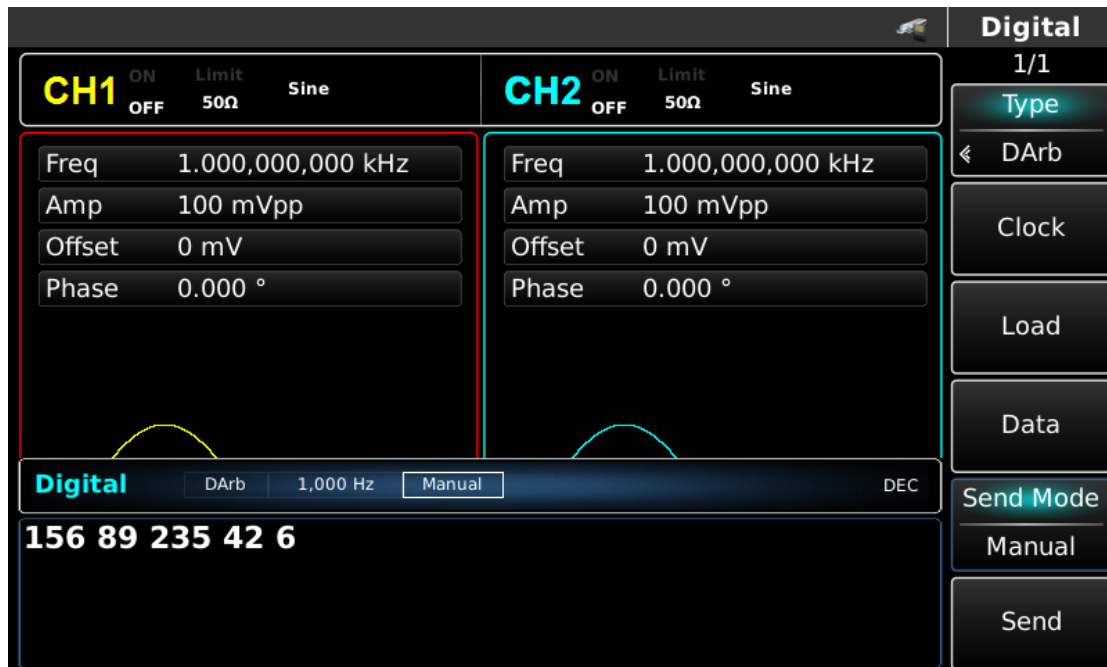 Digital
1/1
CH1 ON OFF Limit 50Ω Sine
CH2 ON OFF Limit 50Ω Sine
Type
DArb
Freq 1.000,000,000 kHz
Amp 100 mVpp
Offset 0 mV
Phase 0.000 °
Freq 1.000,000,000 kHz
Amp 100 mVpp
Offset 0 mV
Phase 0.000 °
Clock
Load
Data
Digital DArb 1,000 Hz Manual DEC
156 89 235 42 6
Send Mode
Manual
Send